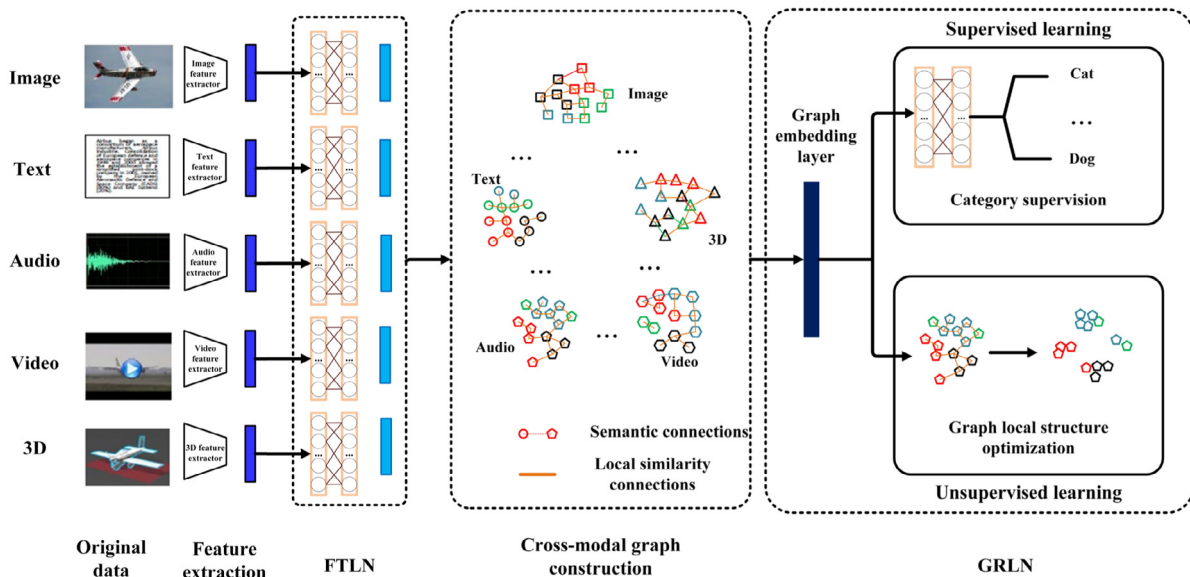 Image
Text
Audio
Video
3D
Image
feature
extractor
Text
feature
extractor
Audio
feature
extractor
Video
feature
extractor
3D feature
extractor
...
...
...
...
...
...
...
...
...
...
Image
...
...
Text
3D
...
...
Audio
...
Video
Semantic connections
Local similarity
connections
Graph
embedding
layer
Supervised learning
...
...
Cat
...
Dog
Category supervision
Graph local structure
optimization
Unsupervised learning
Original
data
Feature
extraction
FTLN
Cross-modal graph
construction
GRLN